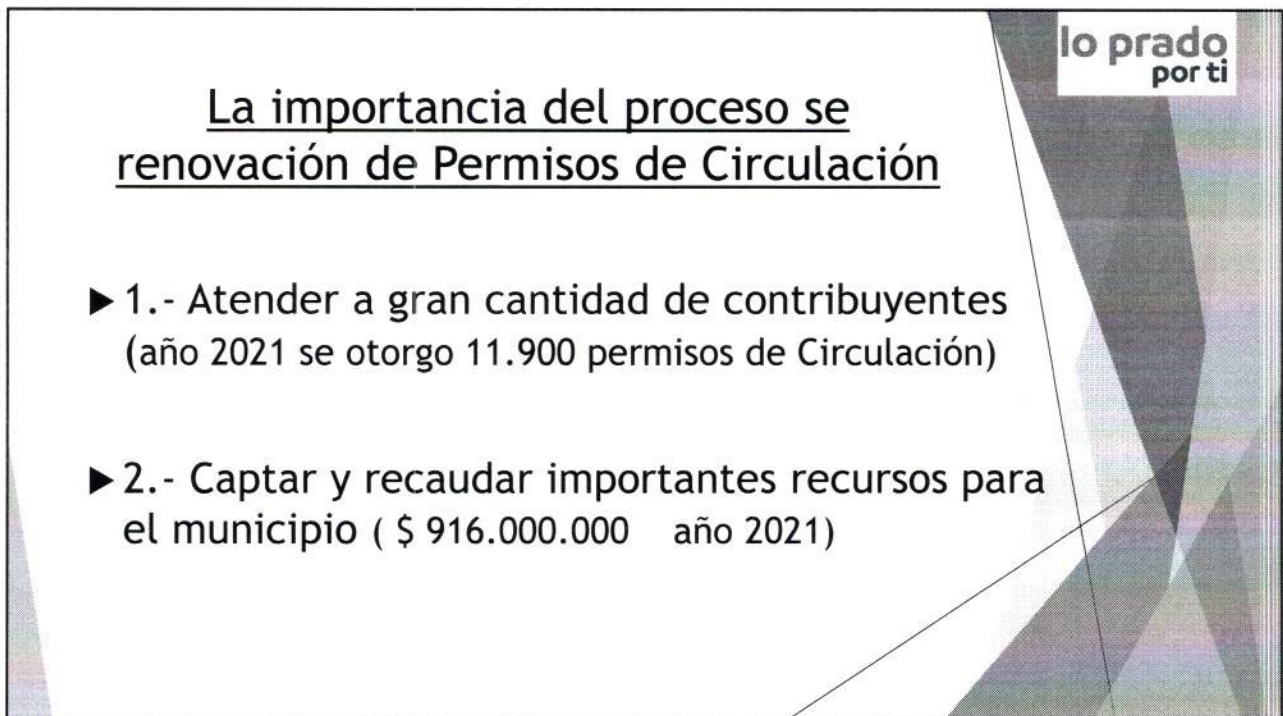 lo prado
por ti
La importancia del proceso se
renovación de Permisos de Circulación
▶ 1.- Atender a gran cantidad de contribuyentes
(año 2021 se otorgo 11.900 permisos de Circulación)
▶ 2.- Captar y recaudar importantes recursos para
el municipio ( $ 916.000.000 año 2021)